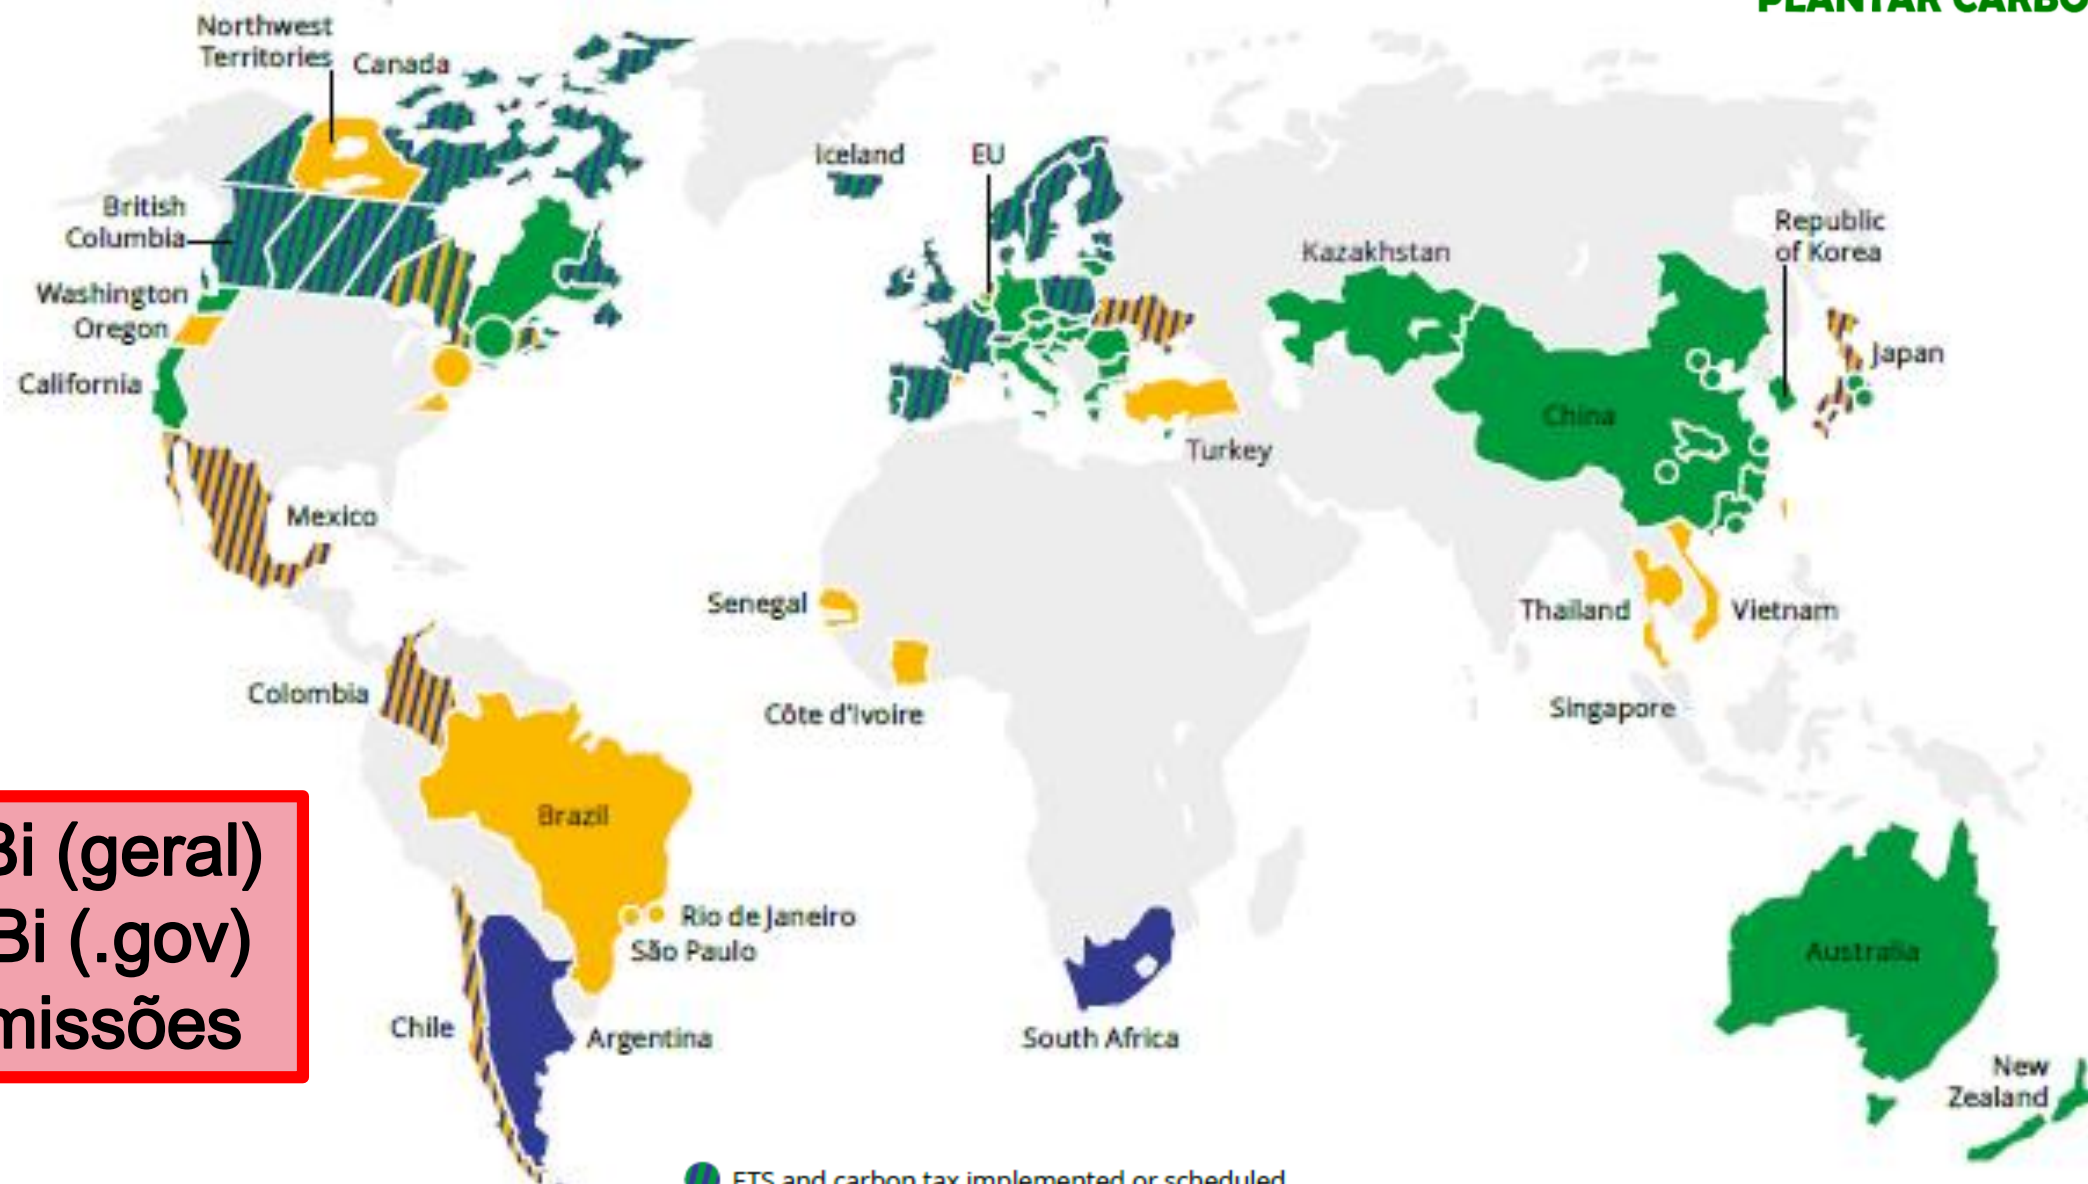 PLANTAR CARBO
Northwest
Territories
Canada
Iceland
EU
British
Columbia
Republic
of Korea
Kazakhstan
Washington
Oregon
Japan
California
China
Turkey
Mexico
Senegal
Thailand
Vietnam
Colombia
Côte d'Ivoire
Singapore
Brazil
Bi (geral)
Bi (.gov)
missões
Rio de Janeiro
São Paulo
Australia
Chile
Argentina
South Africa
New
Zealand
ETS and carbon tax implemented or scheduled